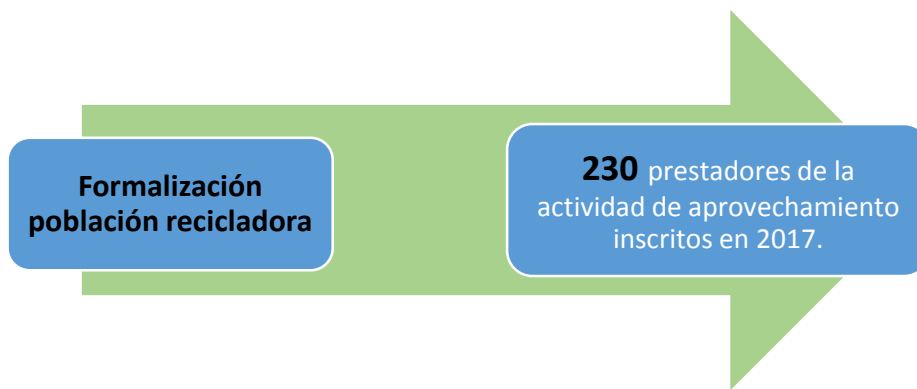 Formalización
población recicladora
230 prestadores de la
actividad de aprovechamiento
inscritos en 2017.